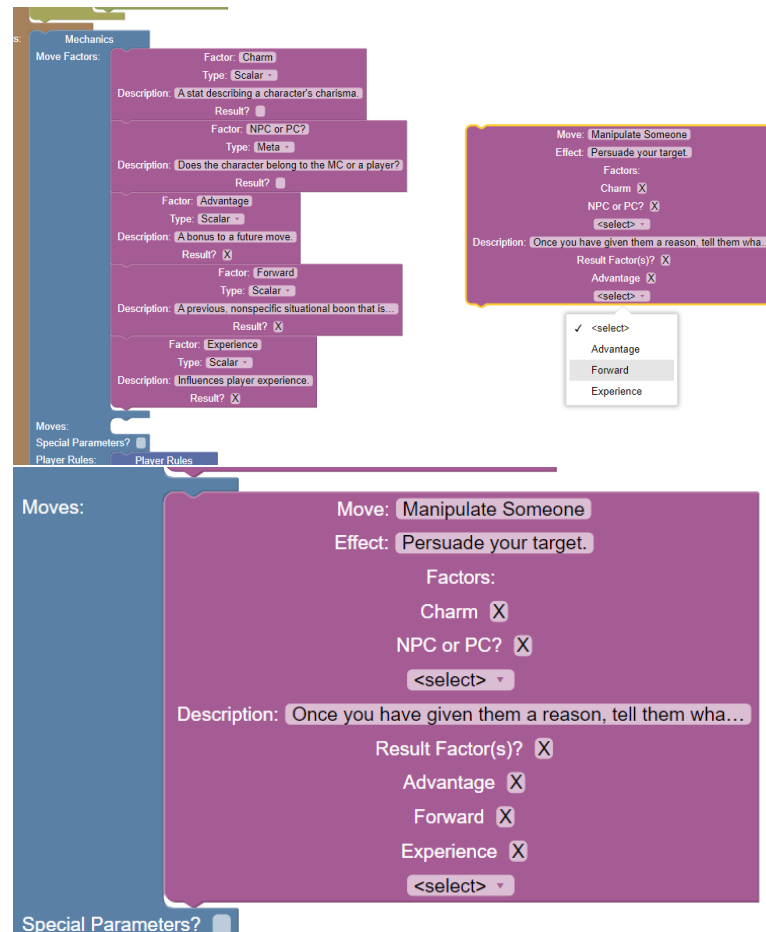 s:
Mechanics
Move Factors:
Factor: Charm
Type: Scalar
Description: A stat describing a character's charisma.
Result?
Factor: NPC or PC?
Type: Meta
Description: Does the character belong to the MC or a player?
Result?
Factor: Advantage
Type: Scalar
Description: A bonus to a future move.
Result? X
Factor: Forward
Type: Scalar
Description: A previous, nonspecific situational boon that is...
Result? X
Factor: Experience
Type: Scalar
Description: Influences player experience.
Result? X
Moves:
Special Parameters?
Player Rules: Player Rules
Move: Manipulate Someone
Effect: Persuade your target.
Factors:
Charm X
NPC or PC? X
<select>
Description: Once you have given them a reason, tell them wha...
Result Factor(s)? X
Advantage X
<select>
✓ <select>
Advantage
Forward
Experience
Moves:
Move: Manipulate Someone
Effect: Persuade your target.
Factors:
Charm X
NPC or PC? X
<select>
Description: Once you have given them a reason, tell them wha...
Result Factor(s)? X
Advantage X
Forward X
Experience X
<select>
Special Parameters?